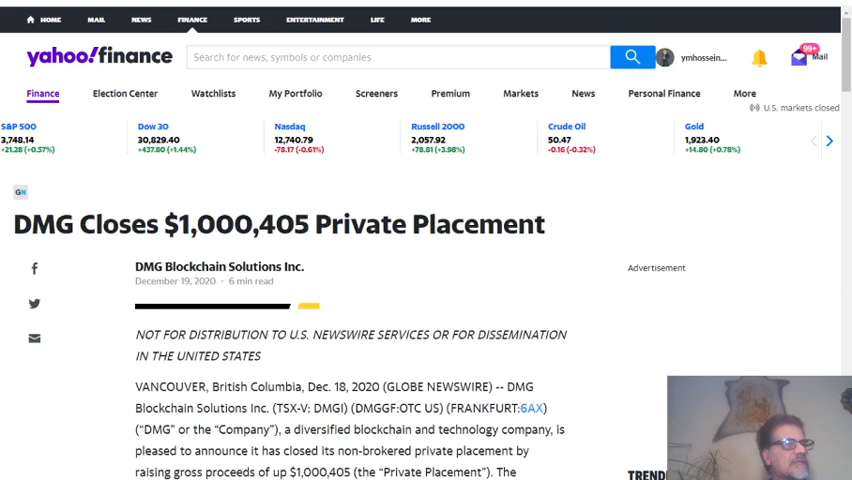 HOME MAIL NEWS FINANCE SPORTS ENTERTAINMENT LIFE MORE
yahoo!finance Search for news, symbols or companies ymhossein... 99+ Mail
Finance Election Center Watchlists My Portfolio Screeners Premium Markets News Personal Finance More
U.S. markets closed
S&P 500 Dow 30 Nasdaq Russell 2000 Crude Oil Gold
3,748.14 30,829.40 12,740.79 2,057.92 50.47 1,923.40
+21.28 (+0.57%) +437.80 (+1.44%) -78.17 (-0.61%) +78.81 (+3.98%) -0.16 (-0.32%) +14.80 (+0.78%)
GN
DMG Closes $1,000,405 Private Placement
DMG Blockchain Solutions Inc.
December 19, 2020 · 6 min read
Advertisement
NOT FOR DISTRIBUTION TO U.S. NEWSWIRE SERVICES OR FOR DISSEMINATION
IN THE UNITED STATES
VANCOUVER, British Columbia, Dec. 18, 2020 (GLOBE NEWSWIRE) -- DMG
Blockchain Solutions Inc. (TSX-V: DMGI) (DMGGF:OTC US) (FRANKFURT:6AX)
(“DMG” or the “Company”), a diversified blockchain and technology company, is
pleased to announce it has closed its non-brokered private placement by
raising gross proceeds of up $1,000,405 (the “Private Placement”). The
TREND